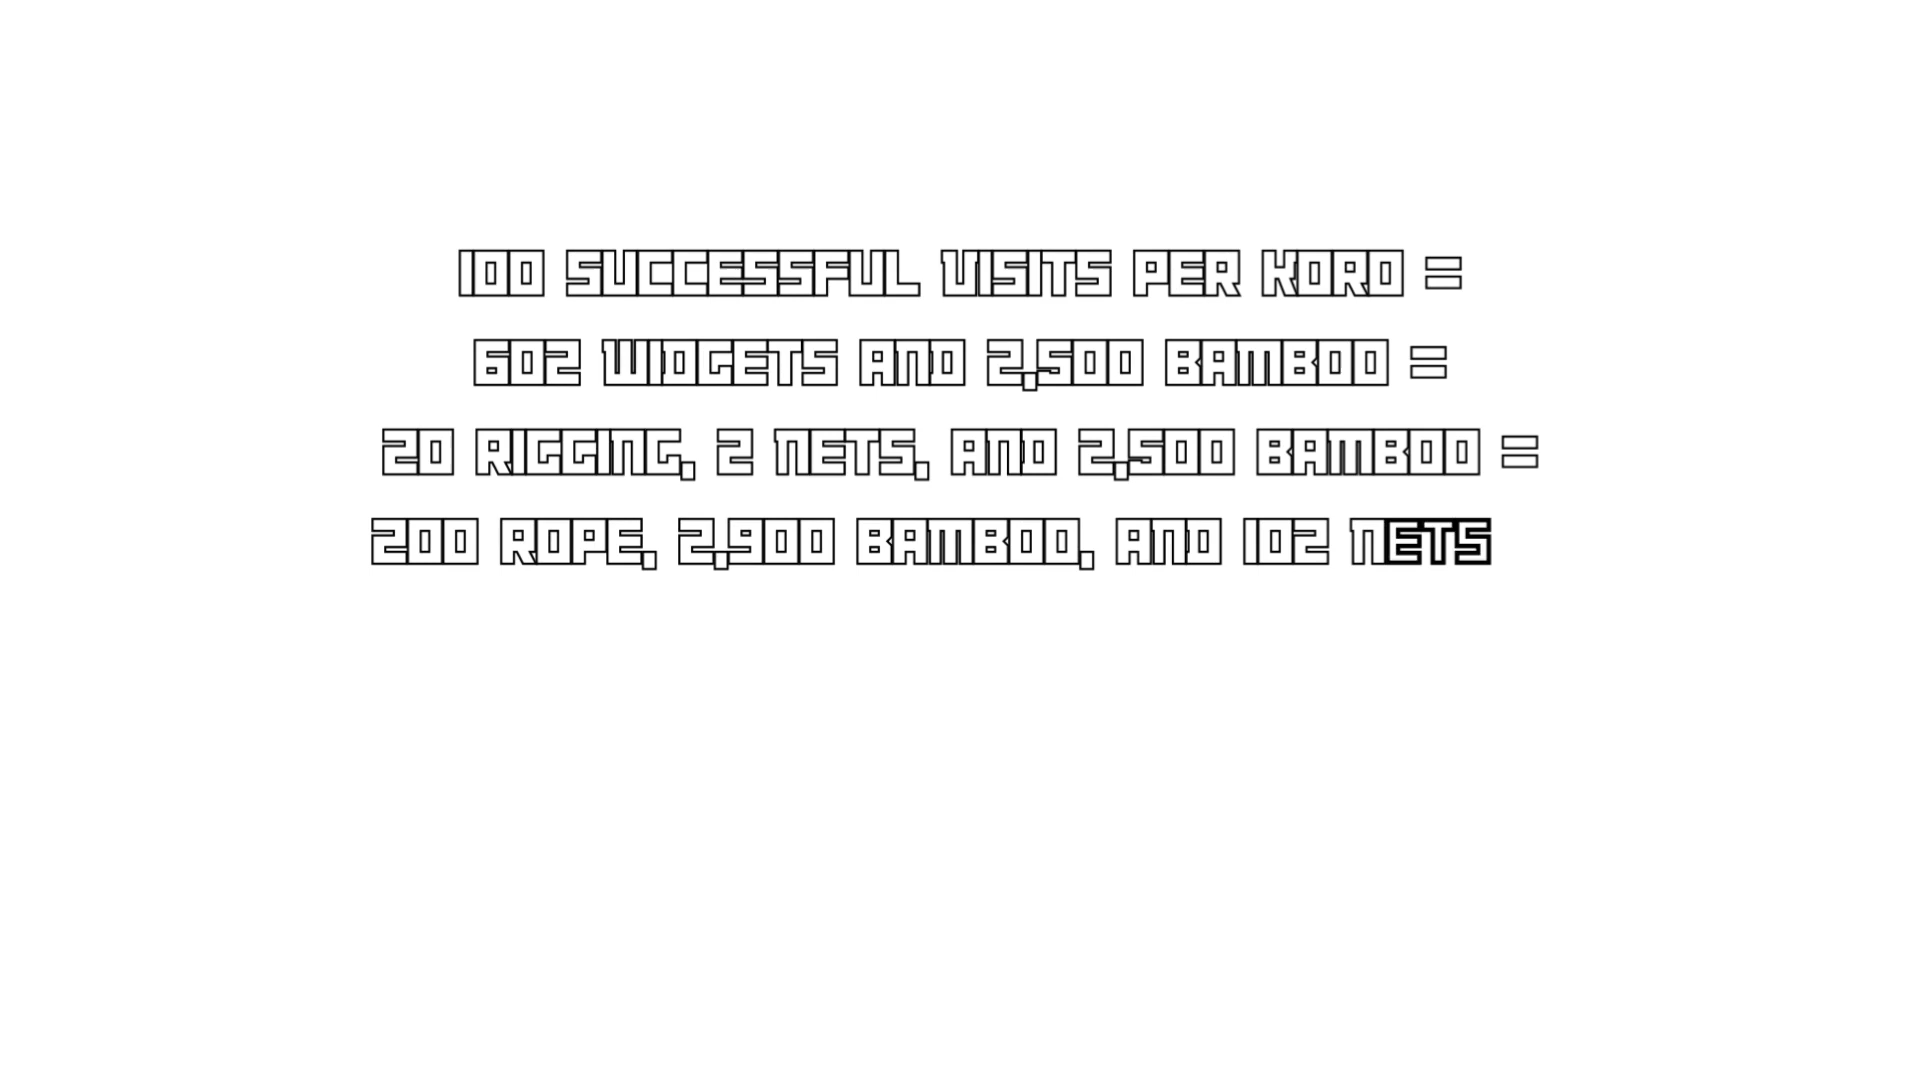 100 SUCCESSFUL VISITS PER KORO =
602 WIDGETS AND 2,500 BAMBOO =
20 RIGGING, 2 NETS, AND 2,500 BAMBOO =
200 ROPE, 2,900 BAMBOO, AND 102 NETS